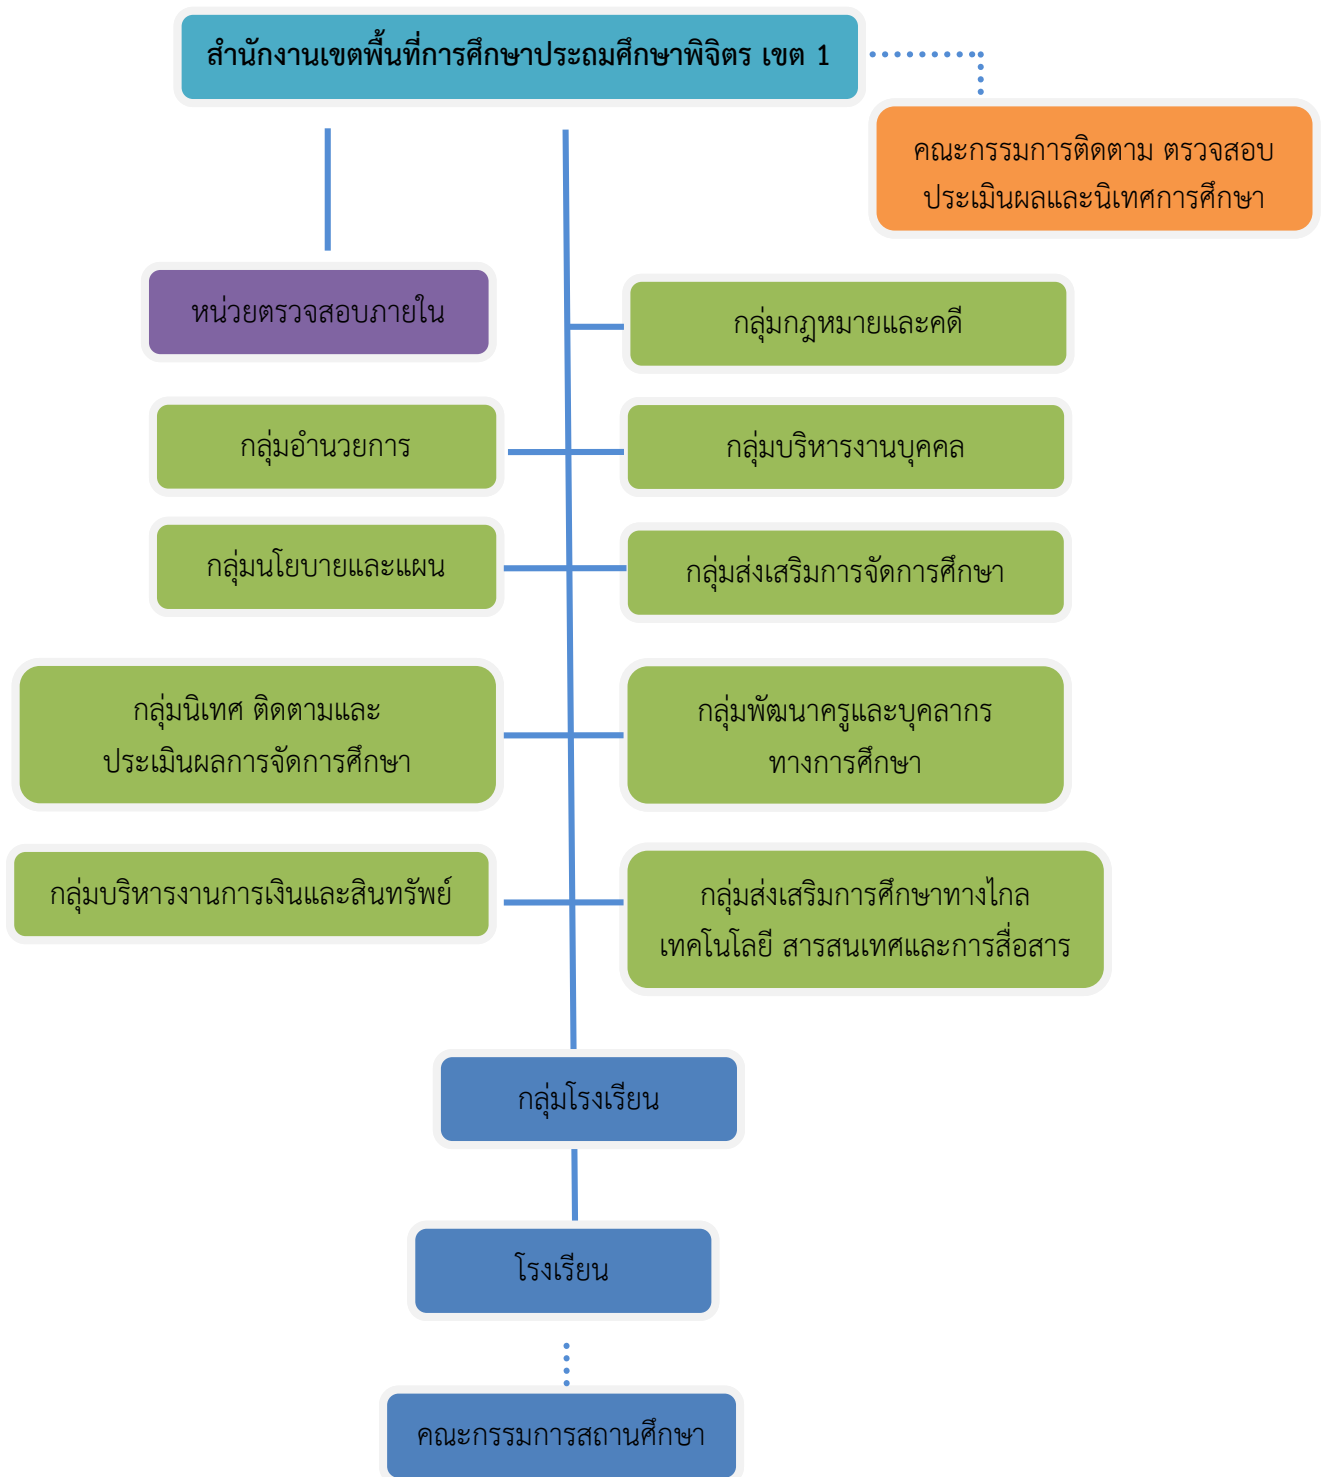 สำนักงานเขตพื้นที่การศึกษาประถมศึกษาพิจิตร เขต 1
คณะกรรมการติดตาม ตรวจสอบ
ประเมินผลและนิเทศการศึกษา
หน่วยตรวจสอบภายใน
กลุ่มกฎหมายและคดี
กลุ่มอำนวยการ
กลุ่มบริหารงานบุคคล
กลุ่มนโยบายและแผน
กลุ่มส่งเสริมการจัดการศึกษา
กลุ่มนิเทศ ติดตามและ
ประเมินผลการจัดการศึกษา
กลุ่มพัฒนาครูและบุคลากร
ทางการศึกษา
กลุ่มบริหารงานการเงินและสินทรัพย์
กลุ่มส่งเสริมการศึกษาทางไกล
เทคโนโลยี สารสนเทศและการสื่อสาร
กลุ่มโรงเรียน
โรงเรียน
คณะกรรมการสถานศึกษา